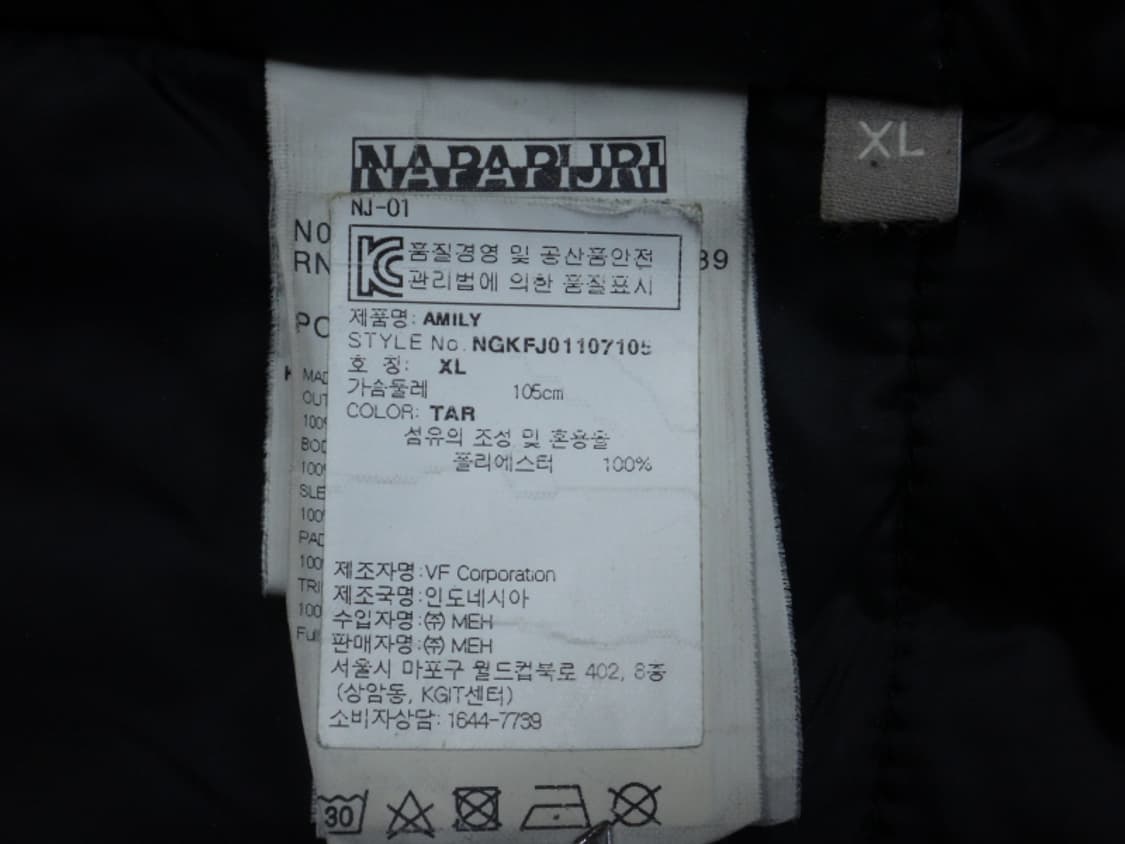 NAPAPIJRI
XL
NJ-01
N0
RN
39
PO
KC 품질경영 및 공산품안전
관리법에 의한 품질표시
제품명: AMILY
STYLE No. NGKFJ01107105
호 칭: XL
가슴둘레 105cm
COLOR: TAR
섬유의 조성 및 혼용율
폴리에스터 100%
MAD
OUT
100%
BOD
100
SLE
100
PAD
100
TRI
100
Full
제조자명:VF Corporation
제조국명:인도네시아
수입자명:㈜ MEH
판매자명:㈜ MEH
서울시 마포구 월드컵북로 402, 8층
(상암동, KGIT센터)
소비자상담: 1644-7739
30